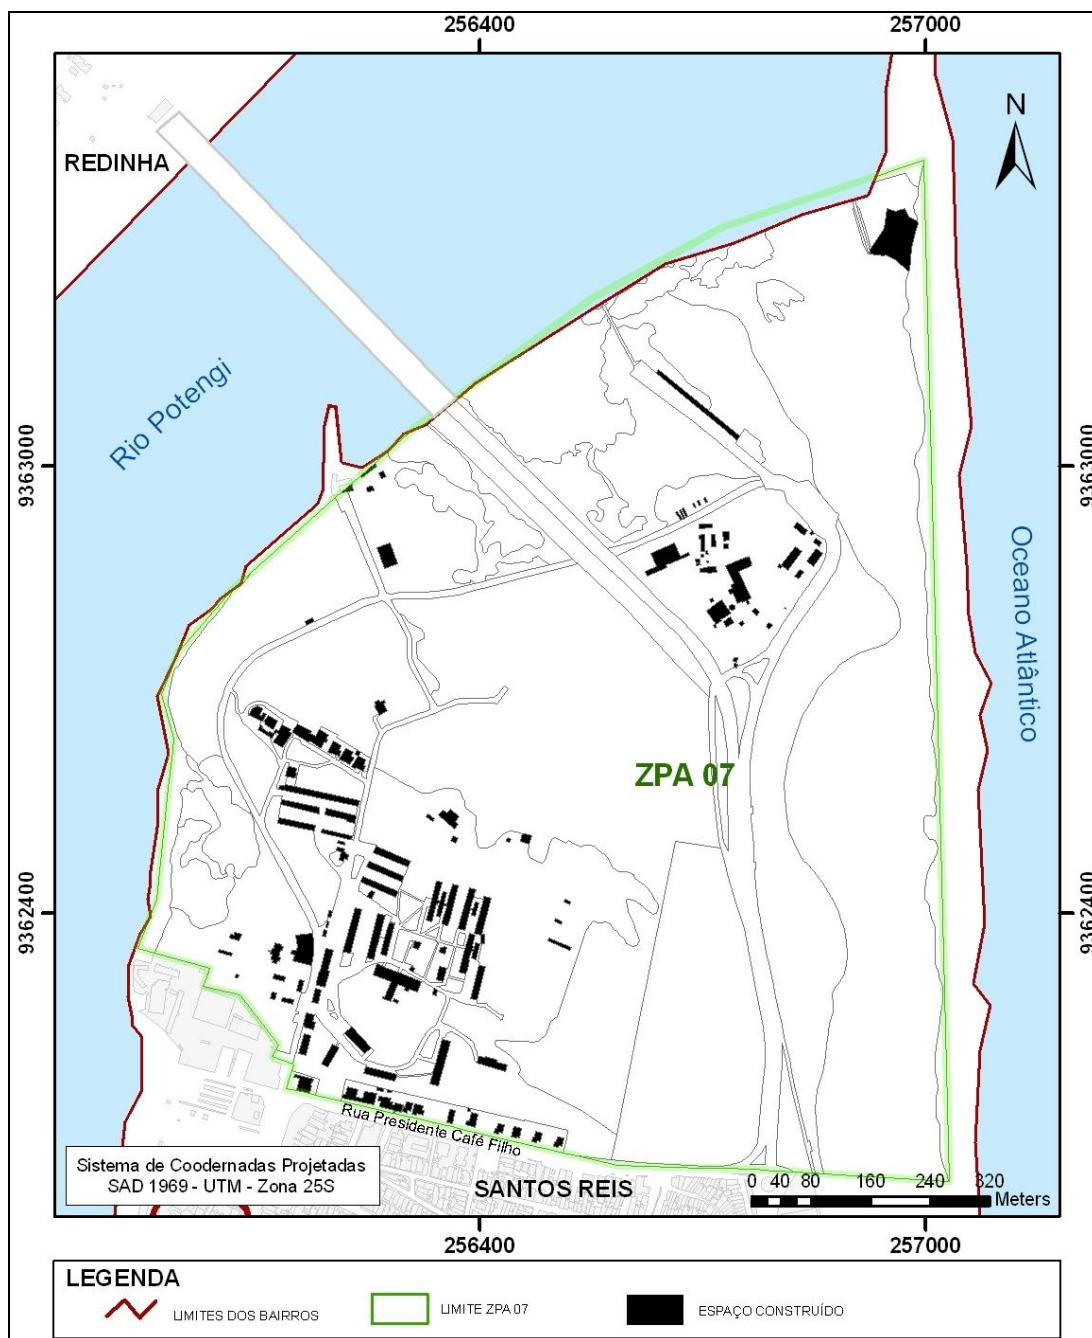 256400
257000
N
REDINHA
Rio Potengi
9363000
9363000
Oceano Atlântico
ZPA 07
9362400
9362400
Rua Presidente Café Filho
Sistema de Coodernadas Projetadas
SAD 1969 - UTM - Zona 25S
SANTOS REIS
0 40 80 160 240 320
Meters
256400
257000
LEGENDA
LIMITES DOS BAIRROS
LIMITE ZPA 07
ESPAÇO CONSTRUÍDO